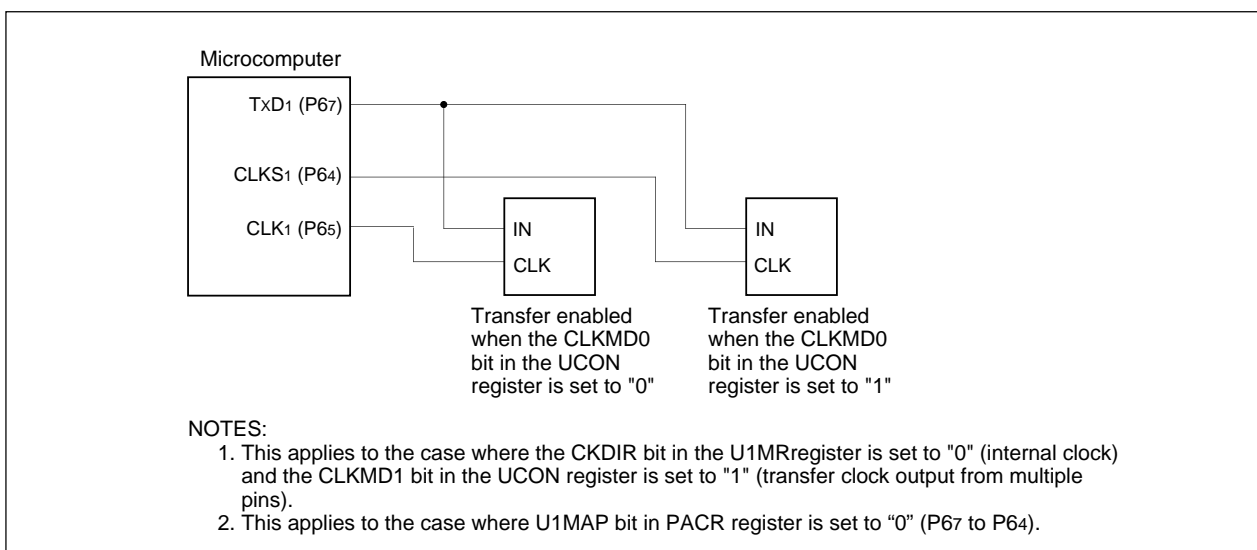 Microcomputer
TXD1 (P67)
CLKS1 (P64)
CLK1 (P65)
IN
CLK
IN
CLK
Transfer enabled
when the CLKMD0
bit in the UCON
register is set to "0"
Transfer enabled
when the CLKMD0
bit in the UCON
register is set to "1"
NOTES:
1. This applies to the case where the CKDIR bit in the U1MRregister is set to "0" (internal clock)
and the CLKMD1 bit in the UCON register is set to "1" (transfer clock output from multiple
pins).
2. This applies to the case where U1MAP bit in PACR register is set to “0” (P67 to P64).